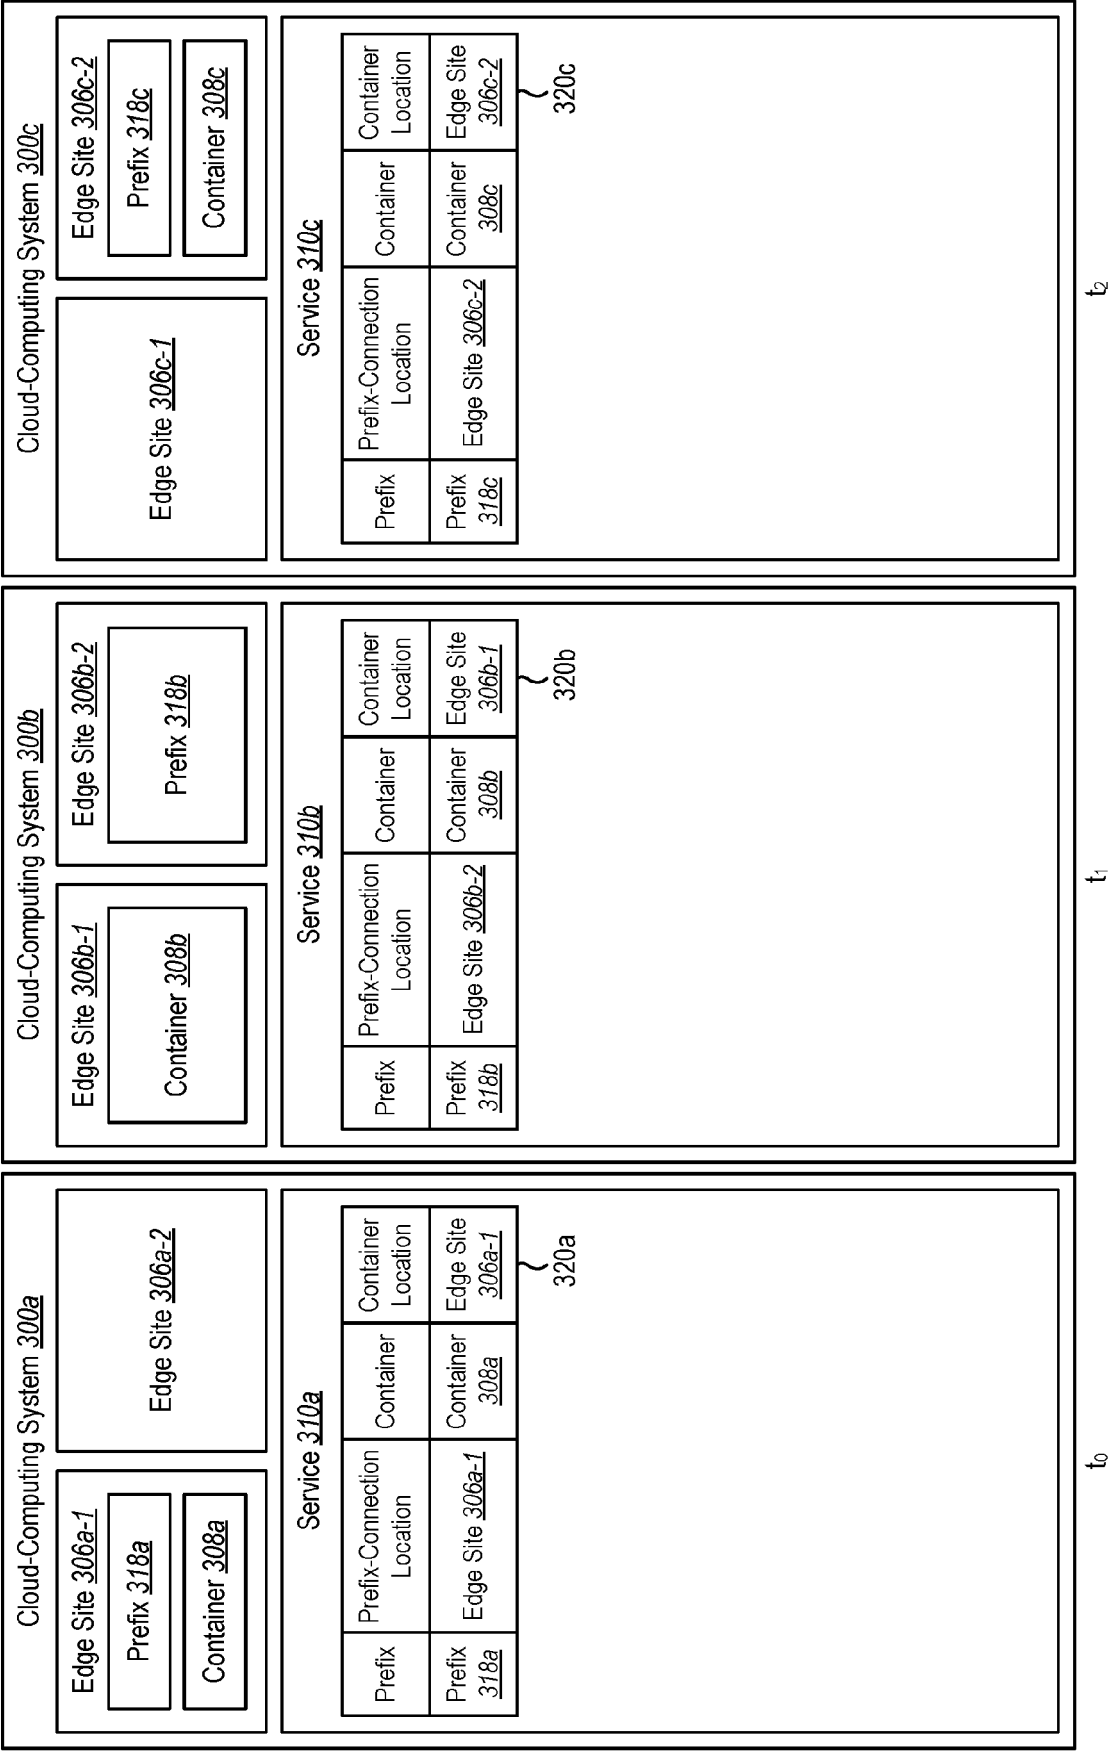 Cloud-Computing System 300a
Edge Site 306a-1
Prefix 318a
Container 308a
Edge Site 306a-2
Service 310a
Prefix
Prefix-Connection
Location
Container
Container
Location
Prefix
318a
Edge Site 306a-1
Container
308a
Edge Site
306a-1
320a
t0
Cloud-Computing System 300b
Edge Site 306b-1
Container 308b
Edge Site 306b-2
Prefix 318b
Service 310b
Prefix
Prefix-Connection
Location
Container
Container
Location
Prefix
318b
Edge Site 306b-2
Container
308b
Edge Site
306b-1
320b
t1
Cloud-Computing System 300c
Edge Site 306c-1
Edge Site 306c-2
Prefix 318c
Container 308c
Service 310c
Prefix
Prefix-Connection
Location
Container
Container
Location
Prefix
318c
Edge Site 306c-2
Container
308c
Edge Site
306c-2
320c
t2